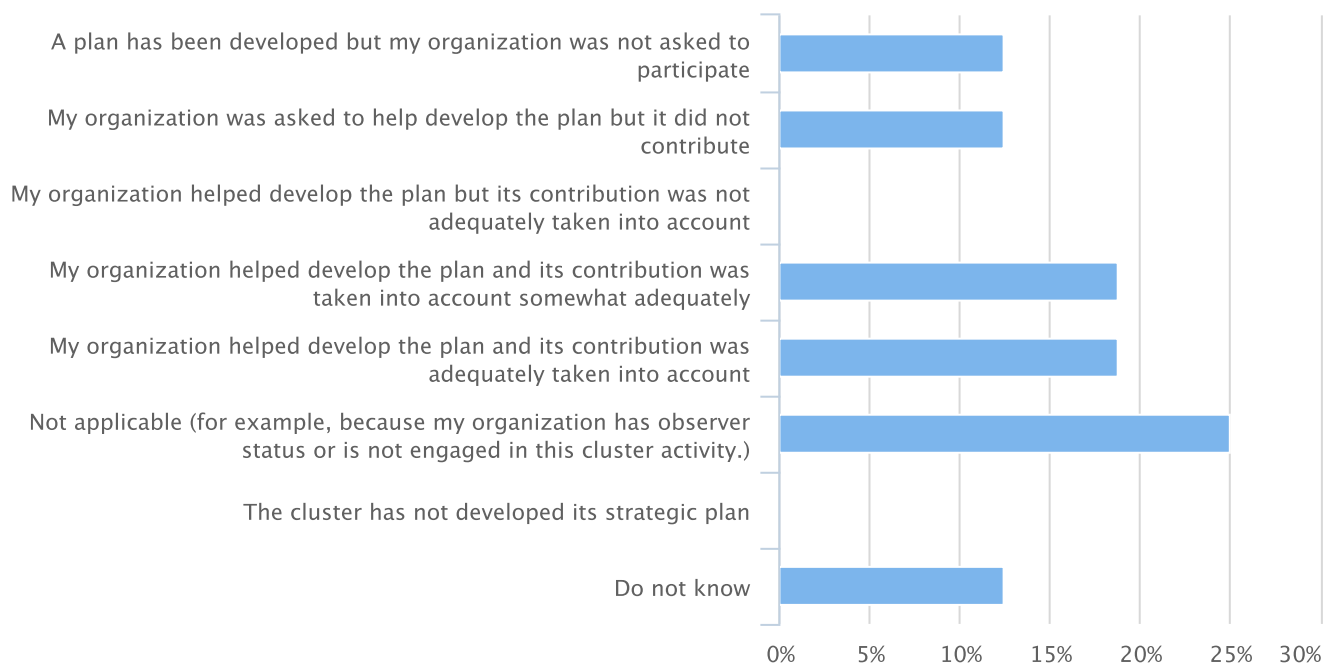 A plan has been developed but my organization was not asked to
participate
My organization was asked to help develop the plan but it did not
contribute
My organization helped develop the plan but its contribution was not
adequately taken into account
My organization helped develop the plan and its contribution was
taken into account somewhat adequately
My organization helped develop the plan and its contribution was
adequately taken into account
Not applicable (for example, because my organization has observer
status or is not engaged in this cluster activity.)
The cluster has not developed its strategic plan
Do not know
0% 5% 10% 15% 20% 25% 30%